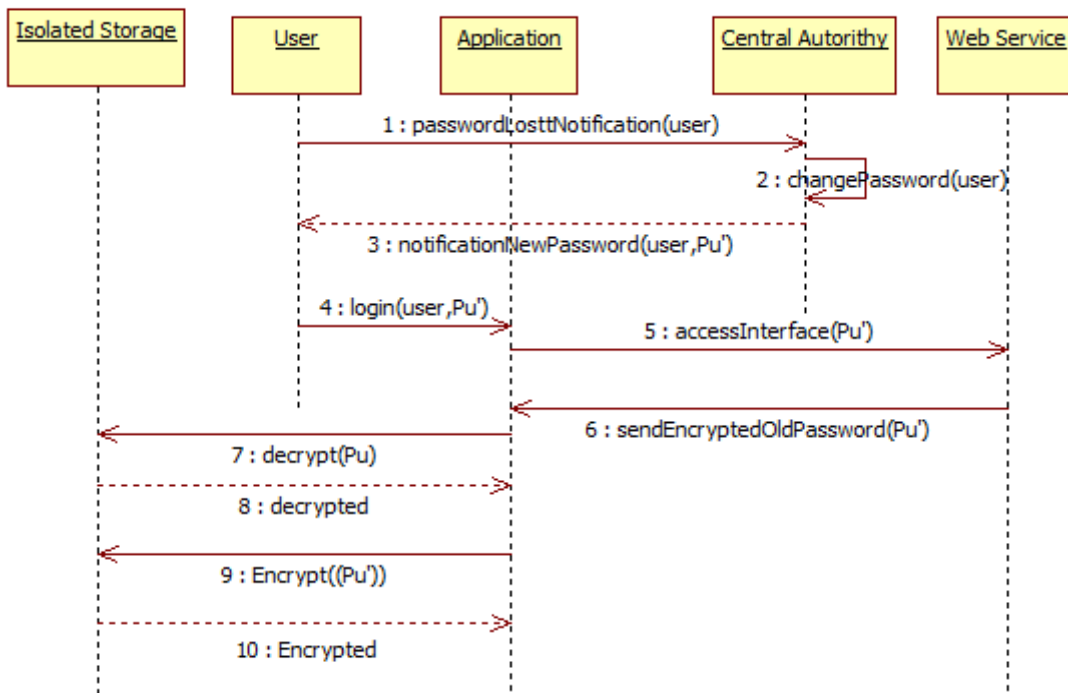 Isolated Storage
User
Application
Central Autorithy
Web Service
1 : passwordLosttNotification(user)
2 : changePassword(user)
3 : notificationNewPassword(user,Pu')
4 : login(user,Pu')
5 : accessInterface(Pu')
6 : sendEncryptedOldPassword(Pu')
7 : decrypt(Pu)
8 : decrypted
9 : Encrypt((Pu'))
10 : Encrypted